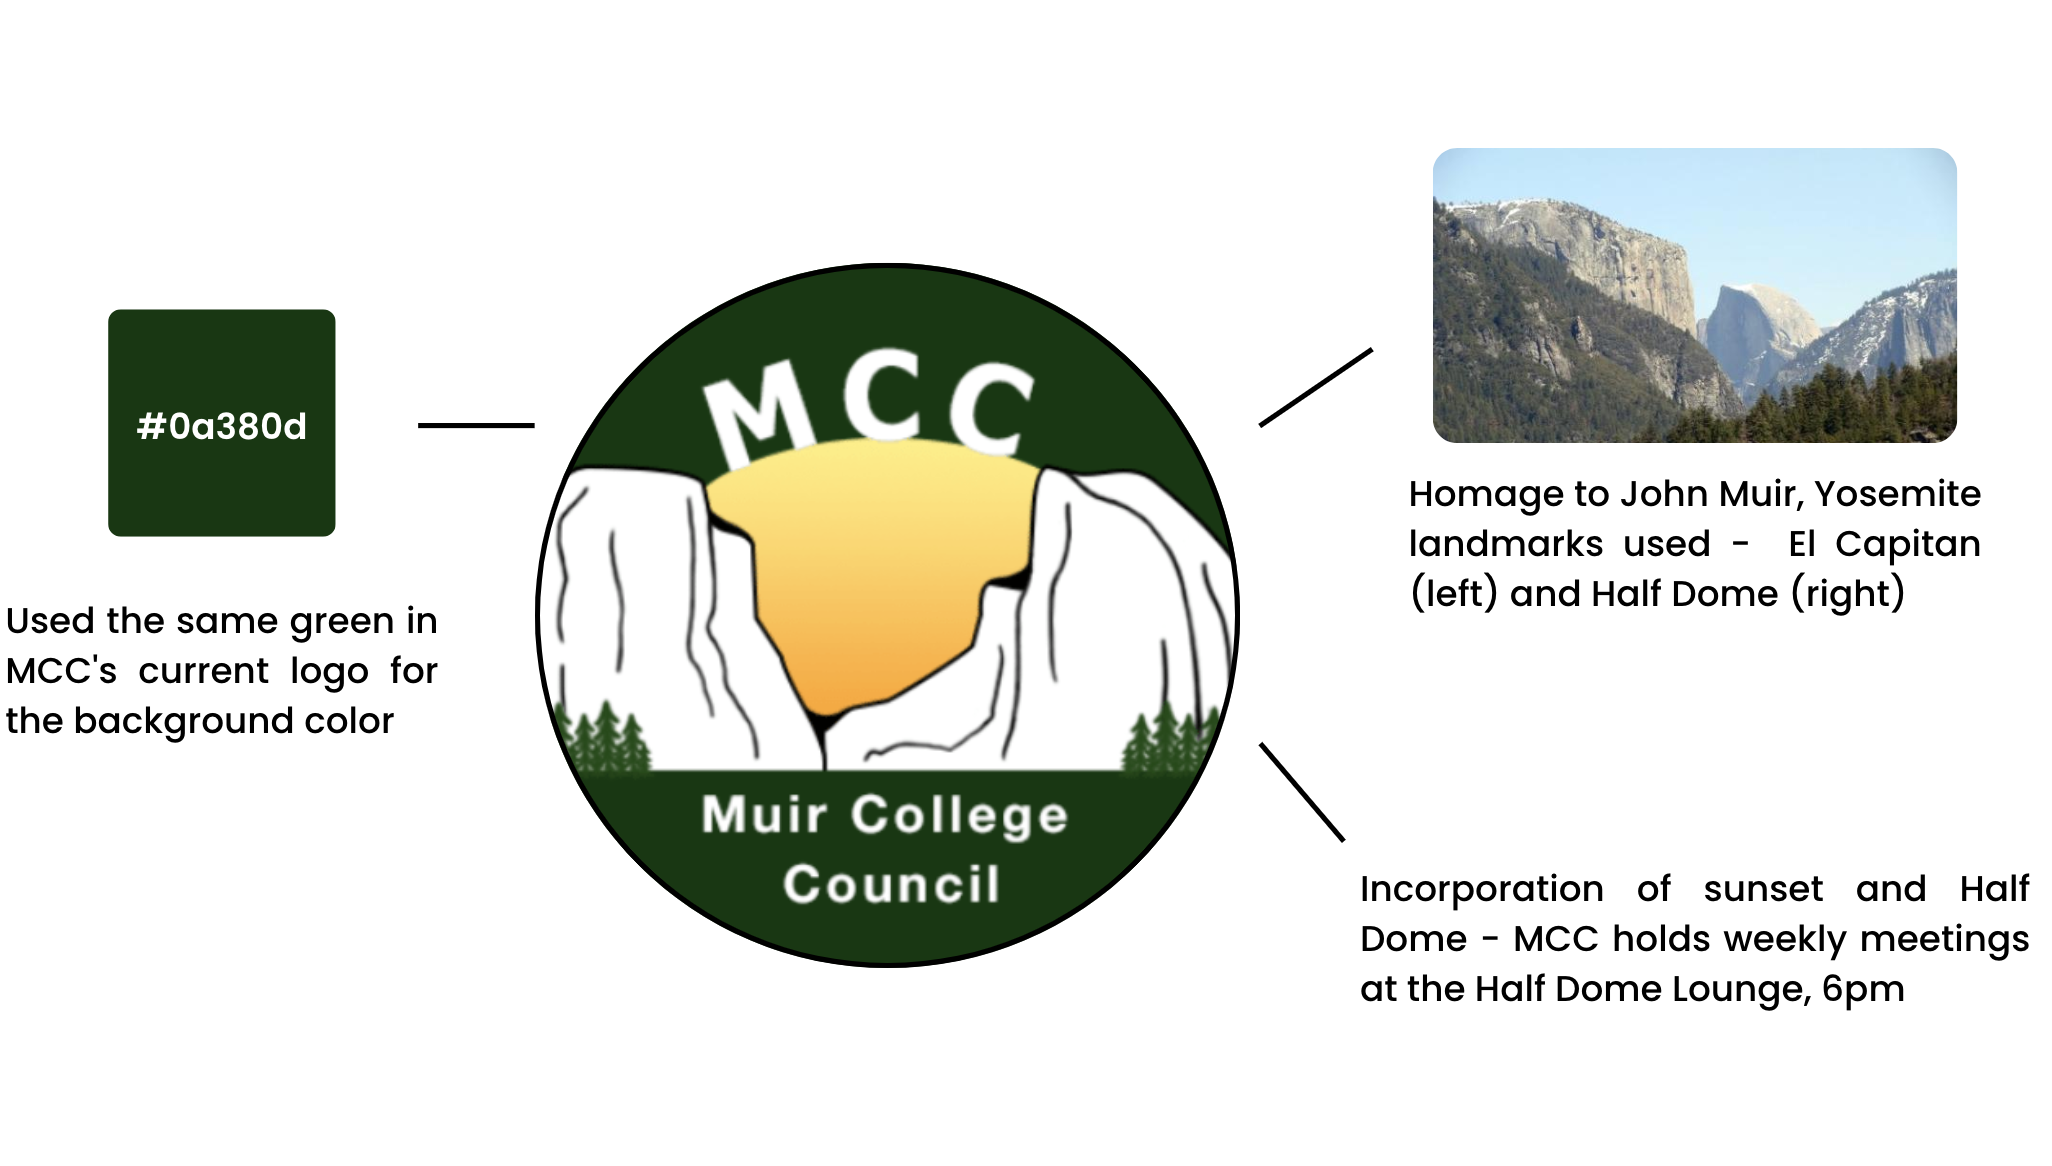 #0a380d
Used the same green in
MCC's current logo for
the background color
MCC
Muir College
Council
Homage to John Muir, Yosemite
landmarks used - El Capitan
(left) and Half Dome (right)
Incorporation of sunset and Half
Dome - MCC holds weekly meetings
at the Half Dome Lounge, 6pm